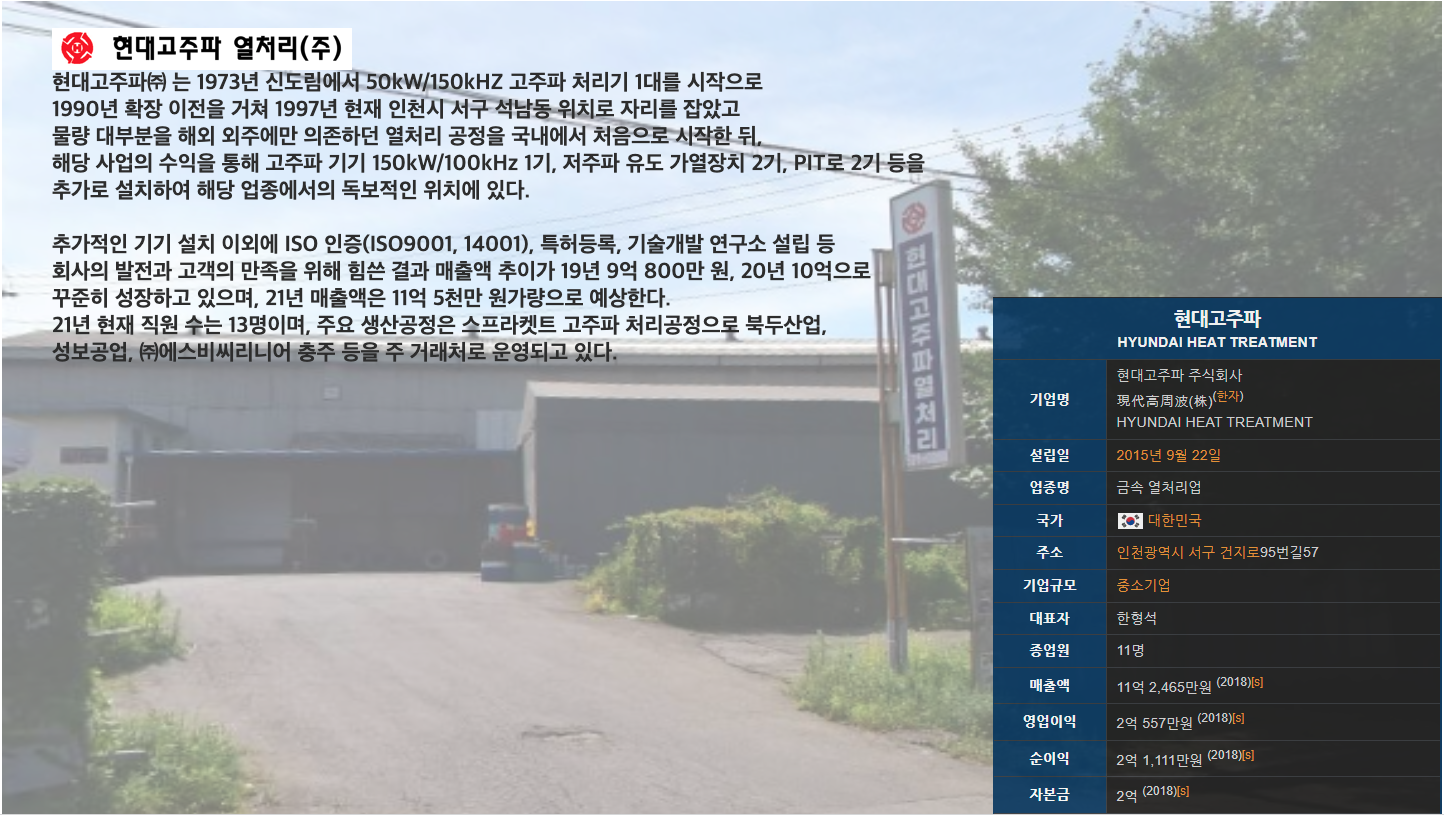 현대고주파 열처리(주)
현대고주파㈜ 는 1973년 신도림에서 50kW/150kHZ 고주파 처리기 1대를 시작으로
1990년 확장 이전을 거쳐 1997년 현재 인천시 서구 석남동 위치로 자리를 잡았고
물량 대부분을 해외 외주에만 의존하던 열처리 공정을 국내에서 처음으로 시작한 뒤,
해당 사업의 수익을 통해 고주파 기기 150kW/100kHz 1기, 저주파 유도 가열장치 2기, PIT로 2기 등을
추가로 설치하여 해당 업종에서의 독보적인 위치에 있다.
추가적인 기기 설치 이외에 ISO 인증(ISO9001, 14001), 특허등록, 기술개발 연구소 설립 등
회사의 발전과 고객의 만족을 위해 힘쓴 결과 매출액 추이가 19년 9억 800만 원, 20년 10억으로
꾸준히 성장하고 있으며, 21년 매출액은 11억 5천만 원가량으로 예상한다.
21년 현재 직원 수는 13명이며, 주요 생산공정은 스프라켓트 고주파 처리공정으로 북두산업,
성보공업, ㈜에스비씨리니어 충주 등을 주 거래처로 운영되고 있다.
현대고주파열처리
현대고주파
HYUNDAI HEAT TREATMENT
기업명
현대고주파 주식회사
現代高周波(株)(한자)
HYUNDAI HEAT TREATMENT
설립일 2015년 9월 22일
업종명 금속 열처리업
국가 대한민국
주소 인천광역시 서구 건지로95번길57
기업규모 중소기업
대표자 한형석
종업원 11명
매출액 11억 2,465만원 (2018)[s]
영업이익 2억 557만원 (2018)[s]
순이익 2억 1,111만원 (2018)[s]
자본금 2억 (2018)[s]